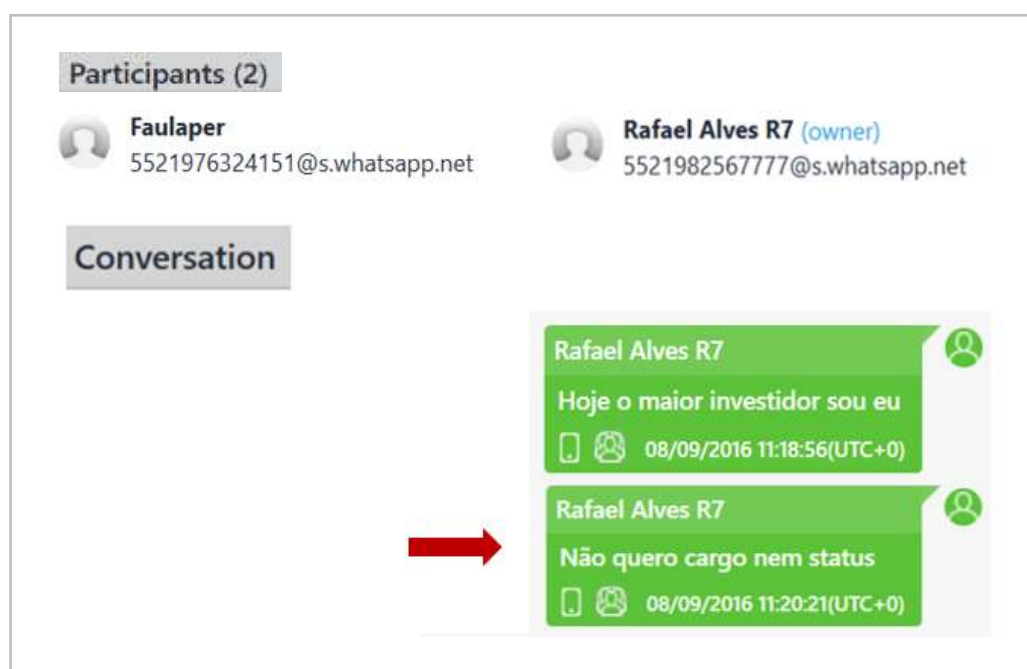 Participants (2)
Faulaper
5521976324151@s.whatsapp.net
Rafael Alves R7 (owner)
5521982567777@s.whatsapp.net
Conversation
Rafael Alves R7
Hoje o maior investidor sou eu
08/09/2016 11:18:56(UTC+0)
Rafael Alves R7
Não quero cargo nem status
08/09/2016 11:20:21(UTC+0)